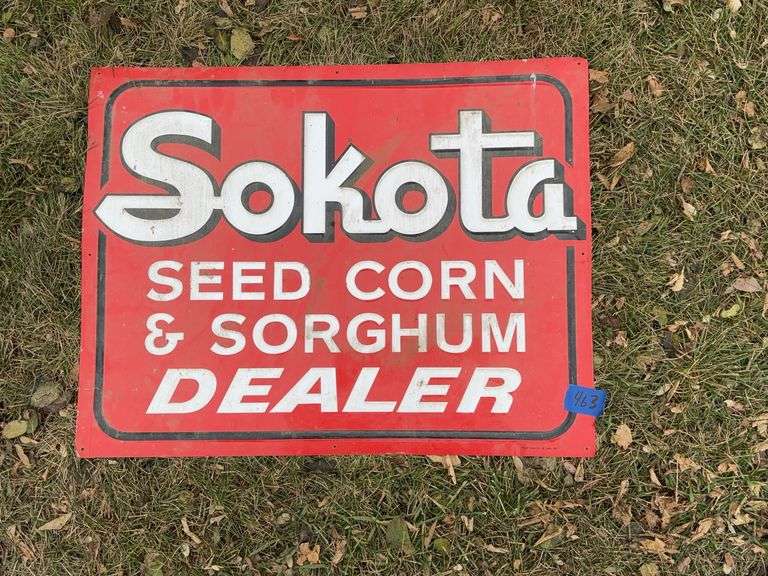 Sokota
SEED CORN
& SORGHUM
DEALER
463